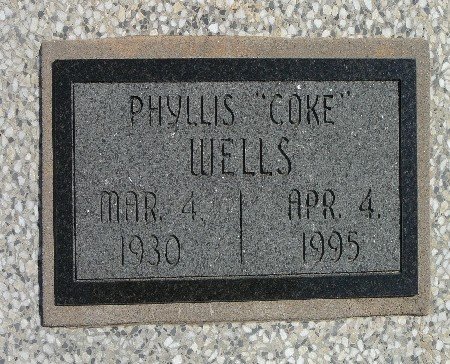 PHYLLIS "COKE"
WELLS
MAR. 4, APR. 4,
1930 1995